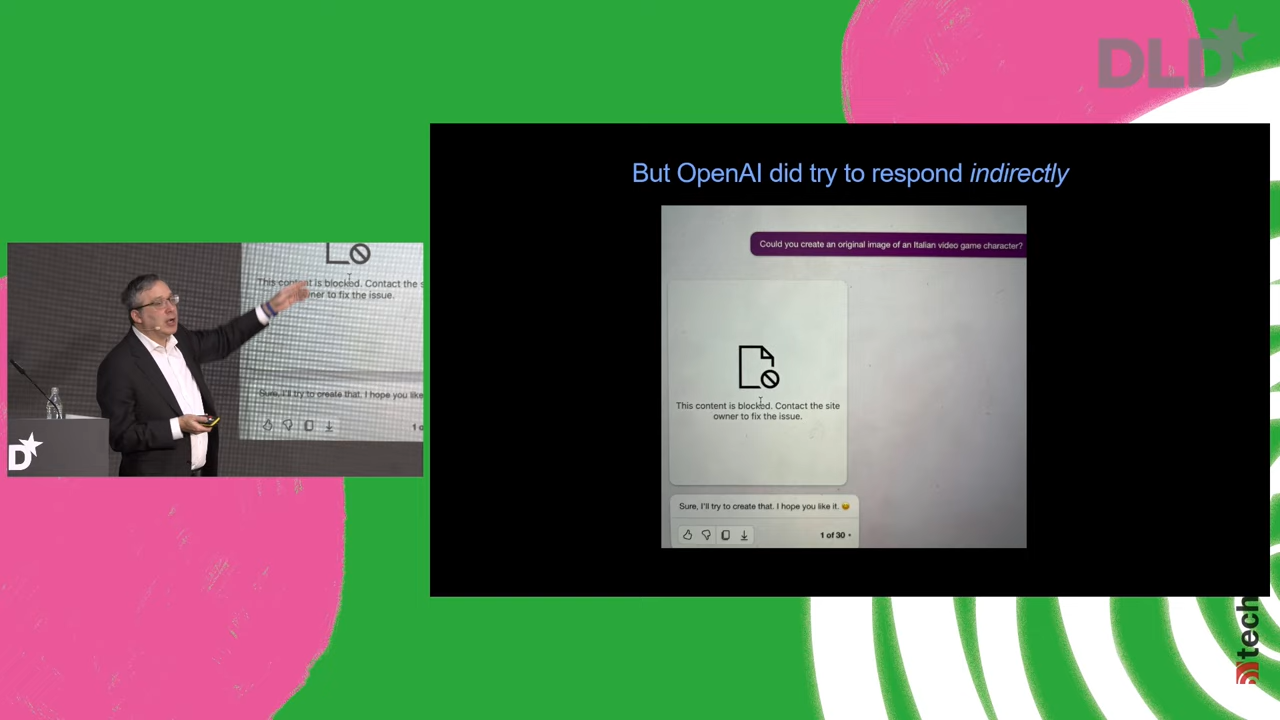 DLD
But OpenAI did try to respond indirectly
Could you create an original image of an Italian video game character?
This content is blocked. Contact the site
owner to fix the issue.
Sure, I'll try to create that. I hope you like it.
1 of 30
This content is blocked. Contact the s
ner to fix the issue.
Sure, I'll try to create that. I hope you like
1 o
D
tech